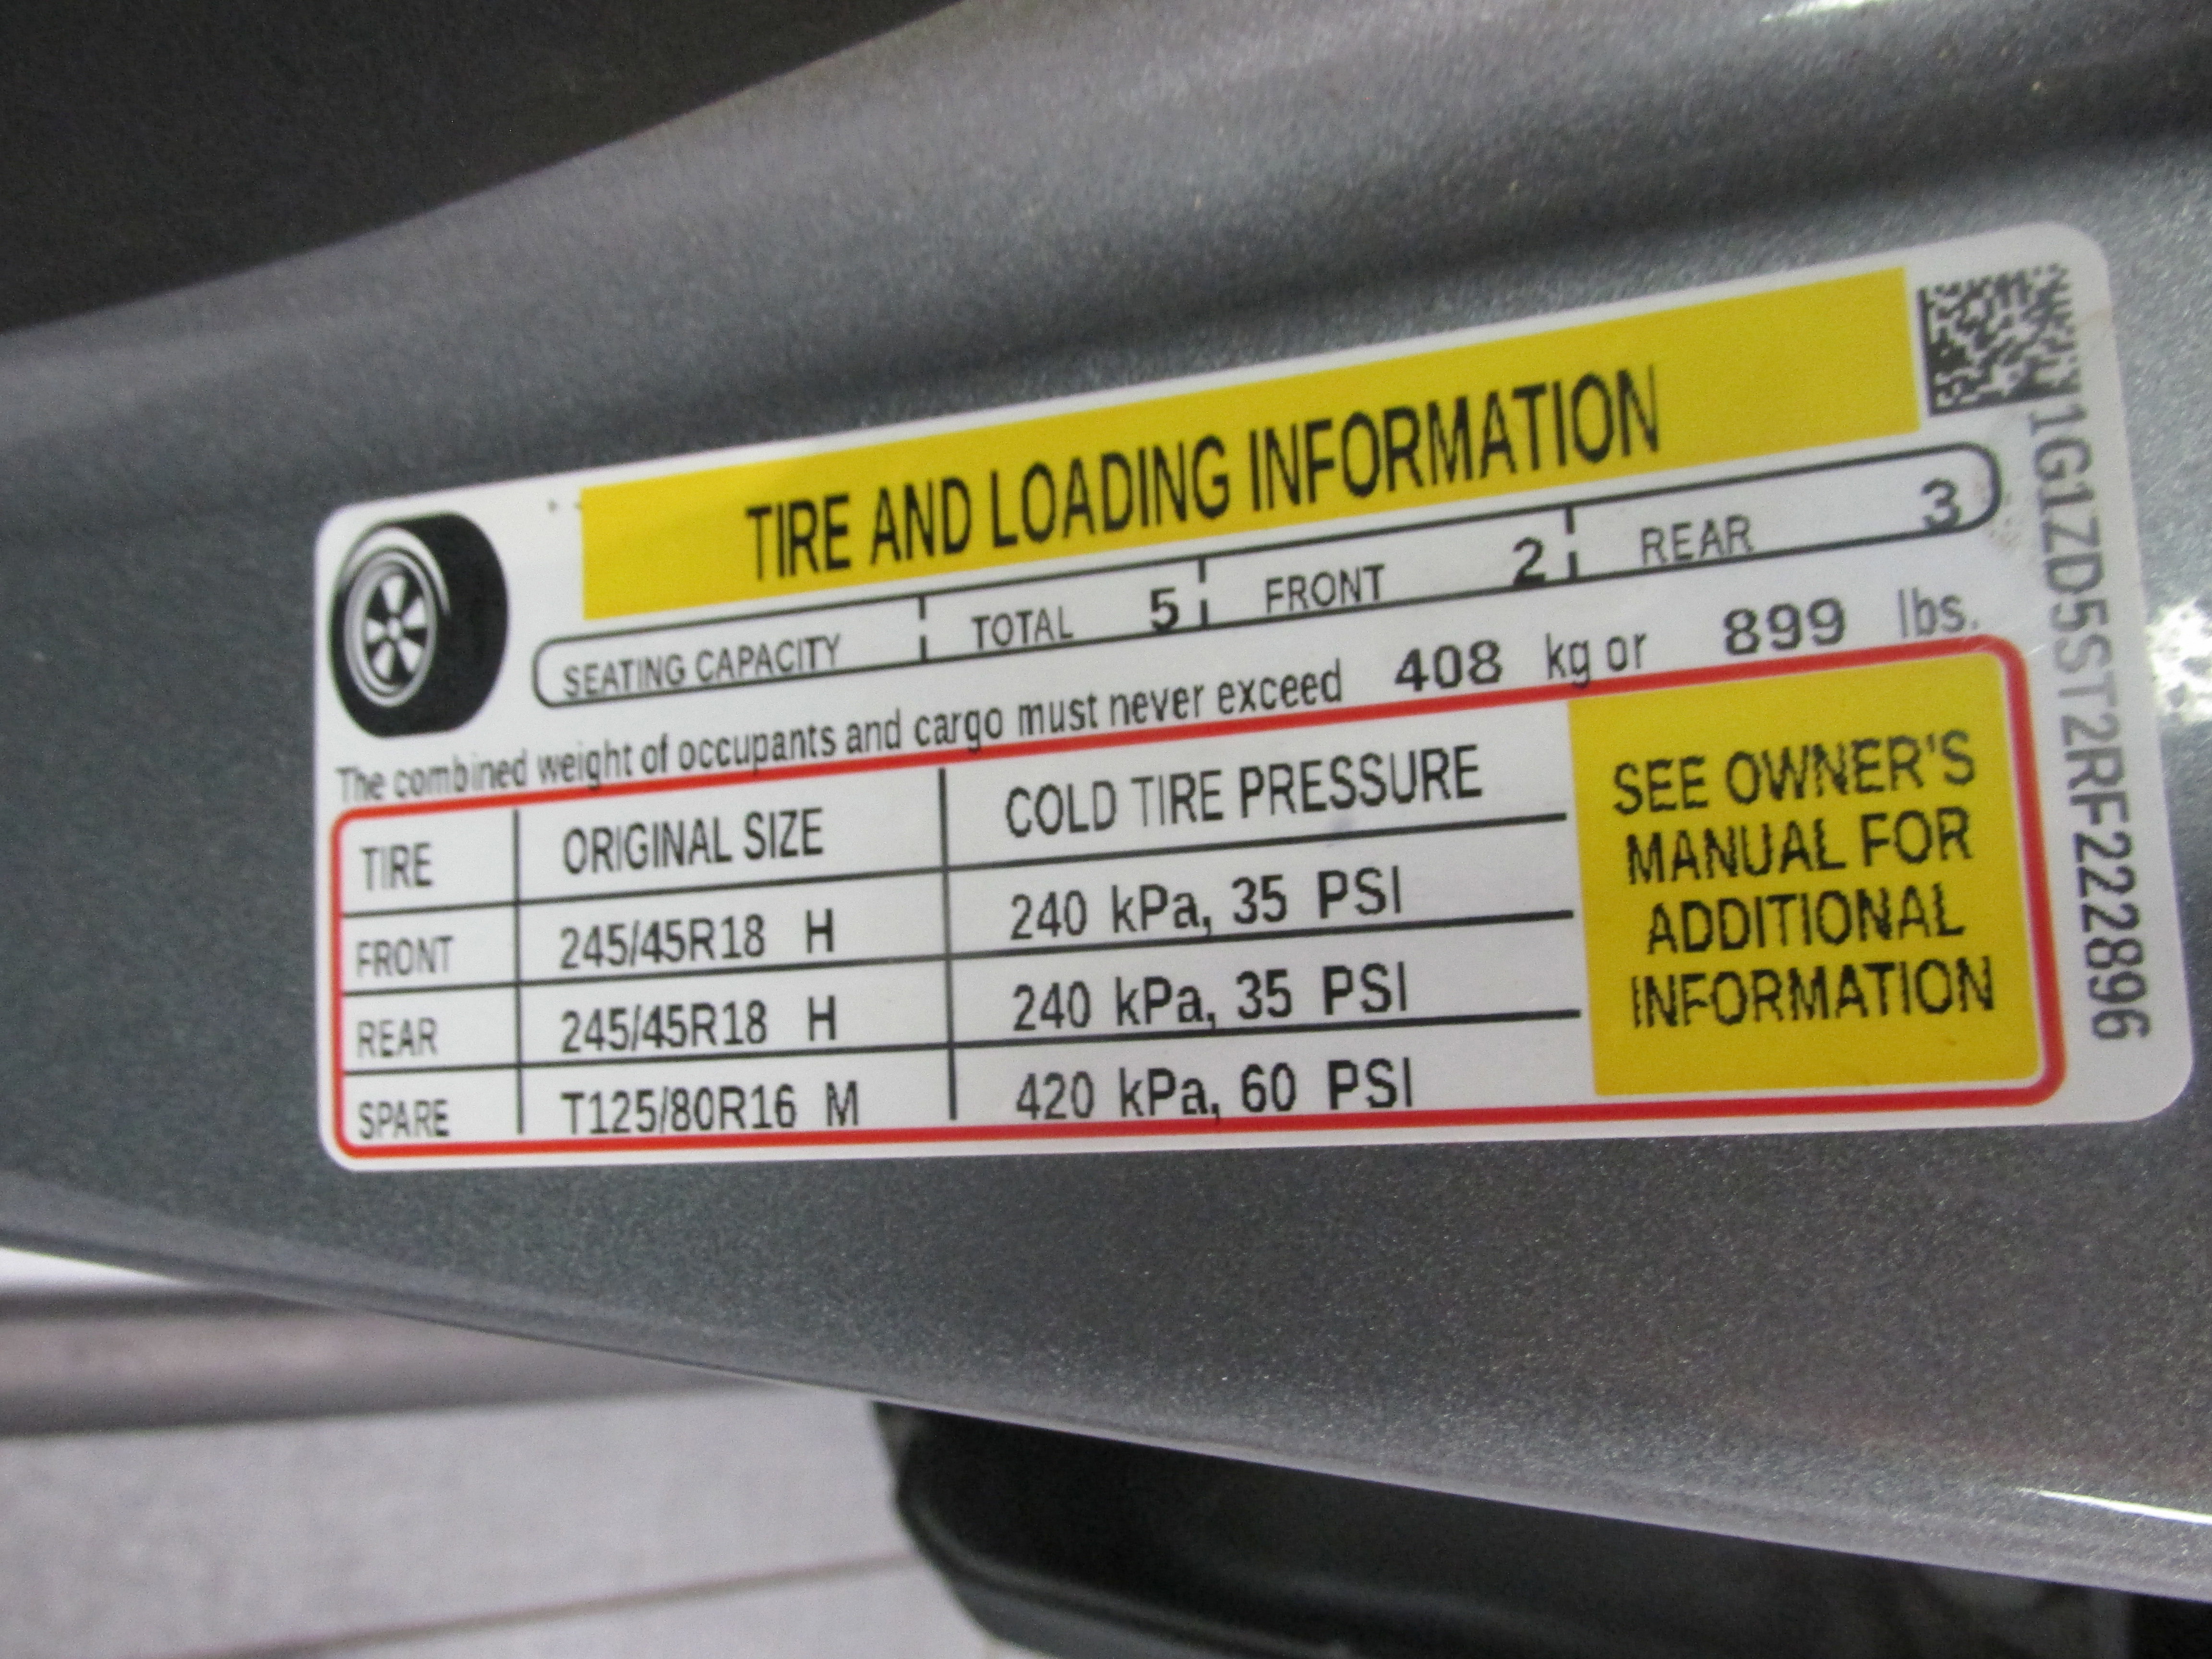 TIRE AND LOADING INFORMATION
SEATING CAPACITY TOTAL 5 FRONT 2 REAR 3
The combined weight of occupants and cargo must never exceed 408 kg or 899 lbs.
TIRE ORIGINAL SIZE COLD TIRE PRESSURE
FRONT 245/45R18 H 240 kPa, 35 PSI
REAR 245/45R18 H 240 kPa, 35 PSI
SPARE T125/80R16 M 420 kPa, 60 PSI
SEE OWNER'S
MANUAL FOR
ADDITIONAL
INFORMATION
1G1ZD5ST2RF222896